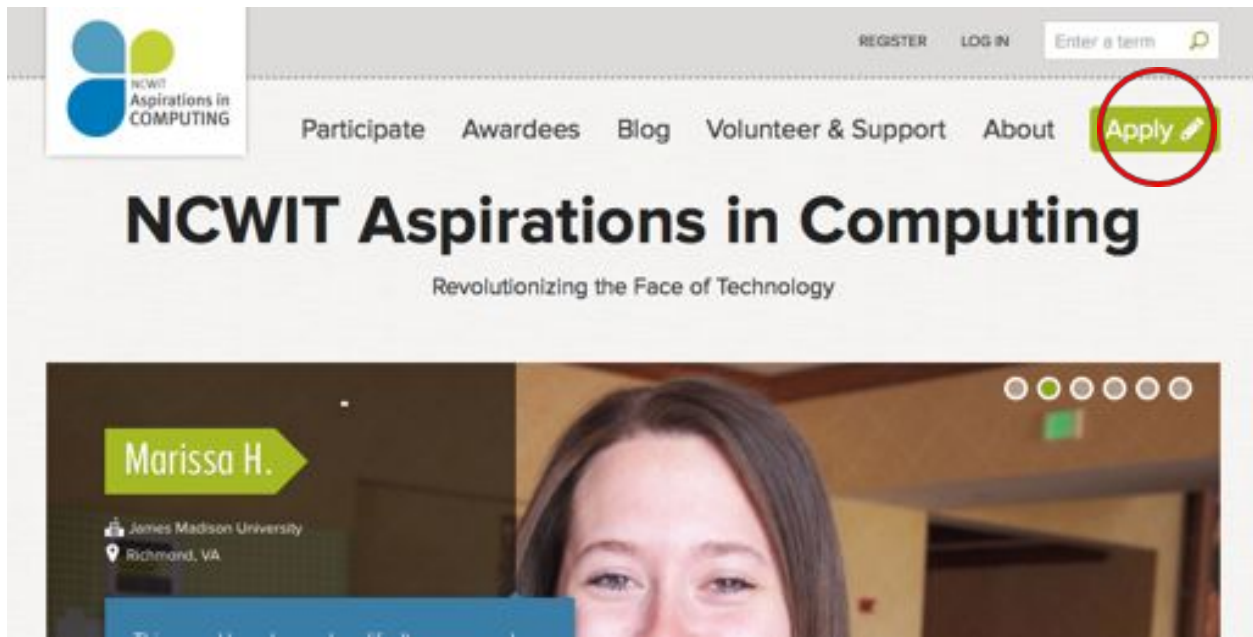 REGISTER LOG IN Enter a term
NCWIT
Aspirations in
COMPUTING
Participate Awardees Blog Volunteer & Support About Apply
NCWIT Aspirations in Computing
Revolutionizing the Face of Technology
Marissa H.
James Madison University
Richmond, VA